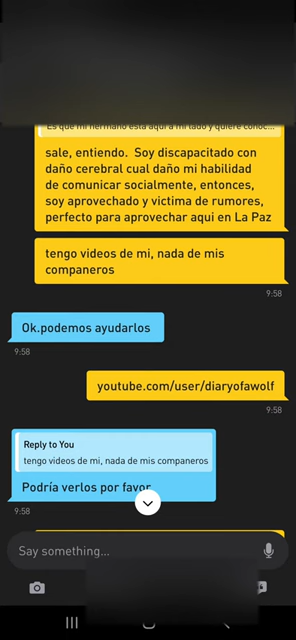 Es que mi hermano esta aqui a mi lado y quiere conoc...
sale, entiendo. Soy discapacitado con
daño cerebral cual daño mi habilidad
de comunicar socialmente, entonces,
soy aprovechado y victima de rumores,
perfecto para aprovechar aqui en La Paz
tengo videos de mi, nada de mis
companeros
9:58
Ok.podemos ayudarlos
9:58
youtube.com/user/diaryofawolf
9:58
Reply to You
tengo videos de mi, nada de mis companeros
Podría verlos por favor
9:58
Say something...